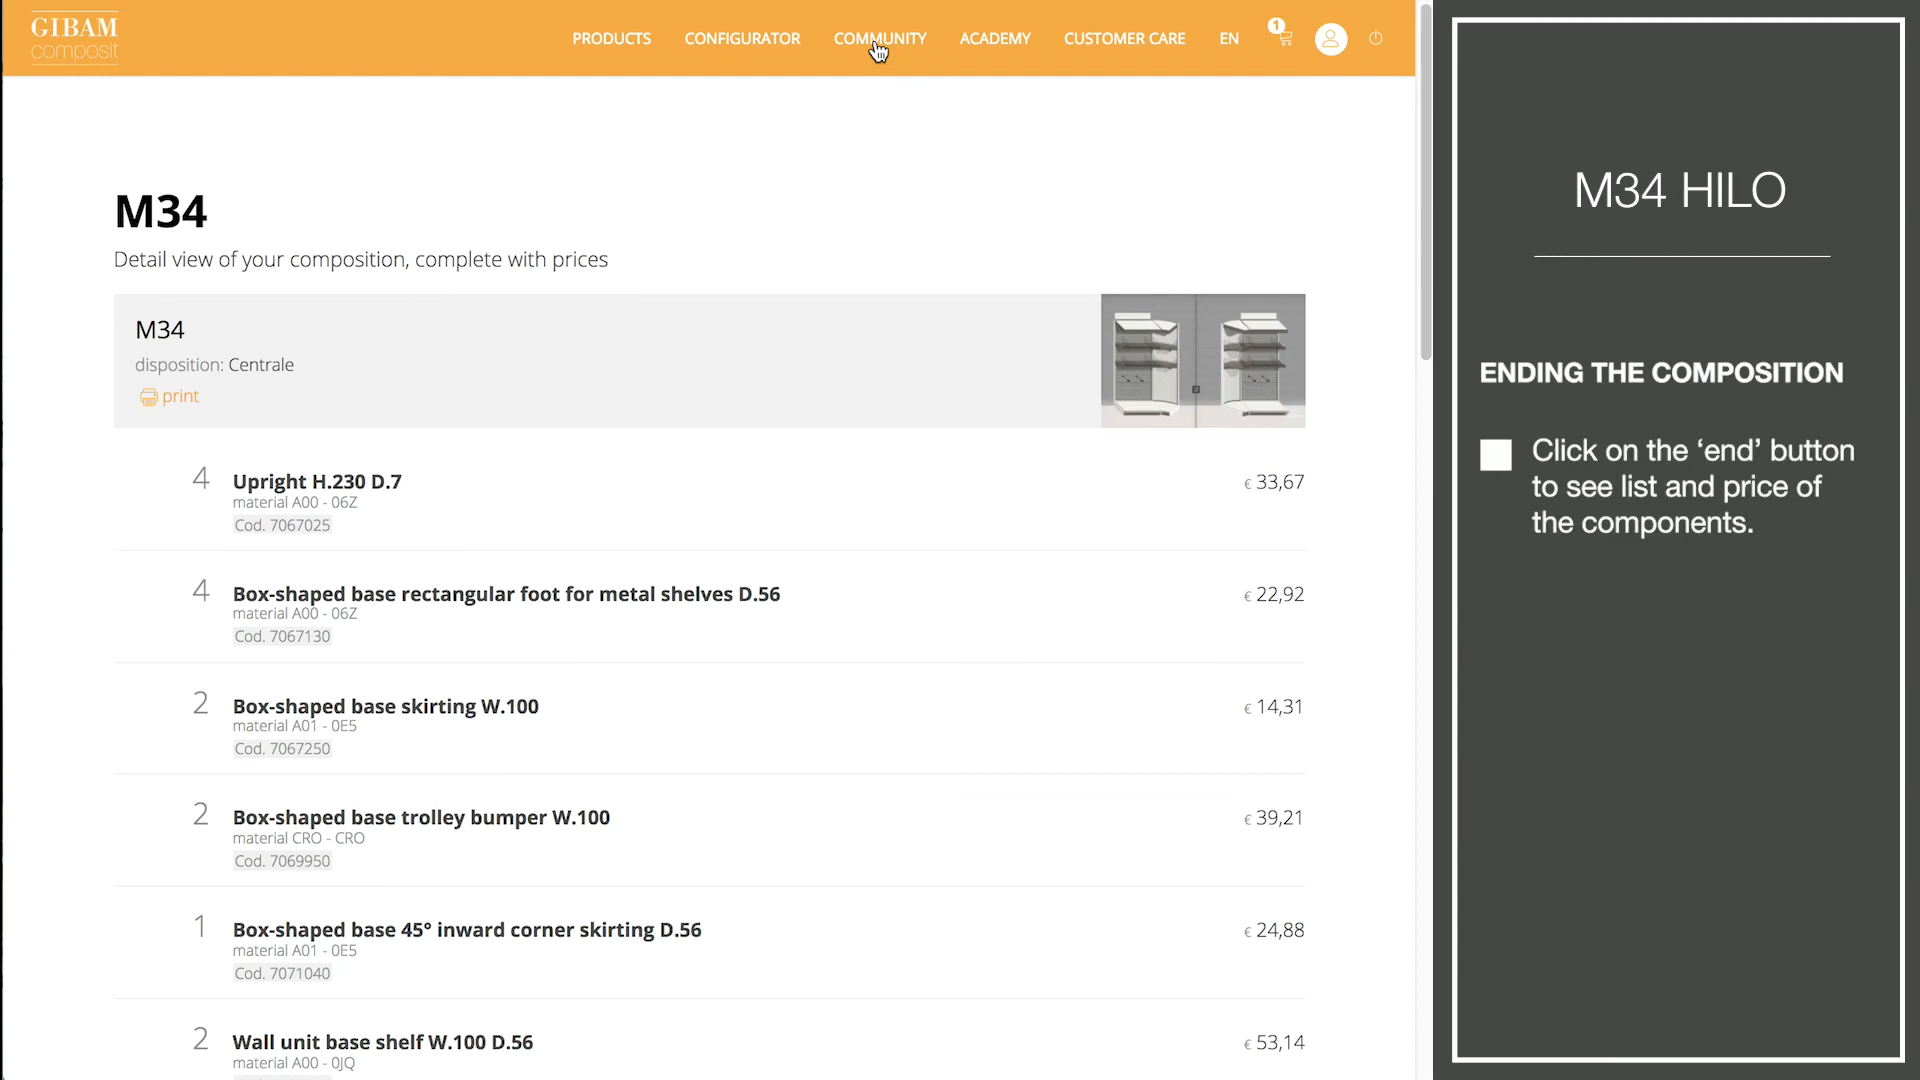 GIBAM
composit
PRODUCTS CONFIGURATOR COMMUNITY ACADEMY CUSTOMER CARE EN 1
M34
Detail view of your composition, complete with prices
M34
disposition: Centrale
print
4 Upright H.230 D.7 € 33,67
material A00 - 06Z
Cod. 7067025
4 Box-shaped base rectangular foot for metal shelves D.56 € 22,92
material A00 - 06Z
Cod. 7067130
2 Box-shaped base skirting W.100 € 14,31
material A01 - 0E5
Cod. 7067250
2 Box-shaped base trolley bumper W.100 € 39,21
material CRO - CRO
Cod. 7069950
1 Box-shaped base 45° inward corner skirting D.56 € 24,88
material A01 - 0E5
Cod. 7071040
2 Wall unit base shelf W.100 D.56 € 53,14
material A00 - 0JQ
M34 HILO
ENDING THE COMPOSITION
Click on the ‘end’ button
to see list and price of
the components.